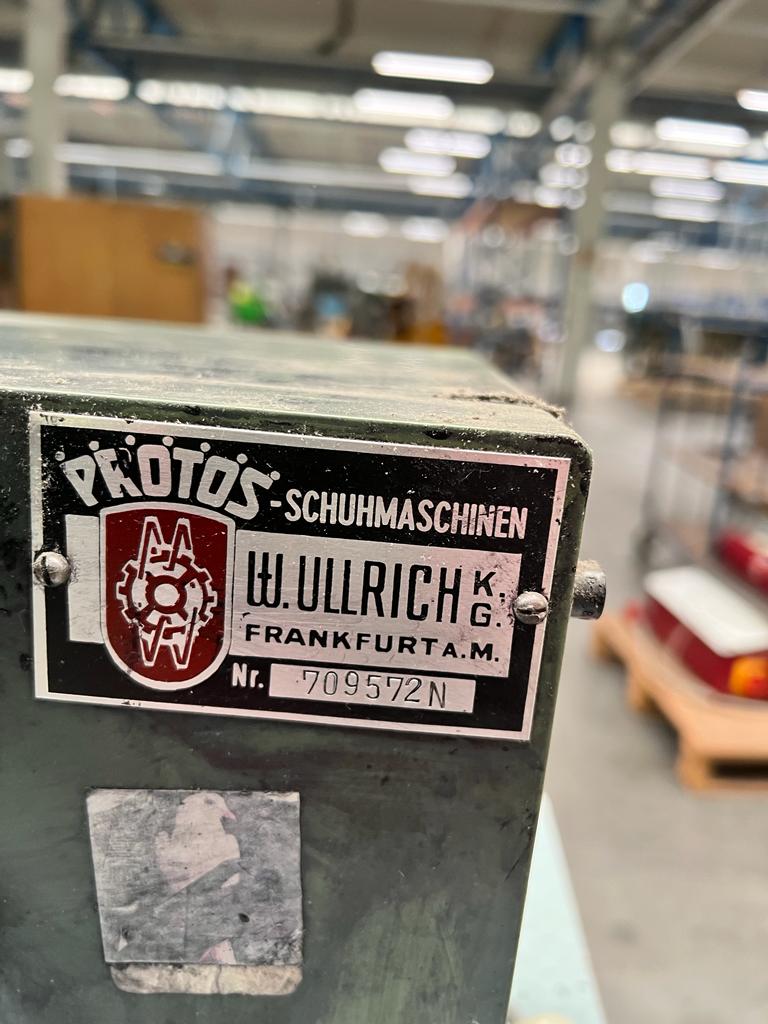 PROTOS-SCHUHMASCHINEN
W. ULLRICH K.G.
FRANKFURT A.M.
Nr. 709572N